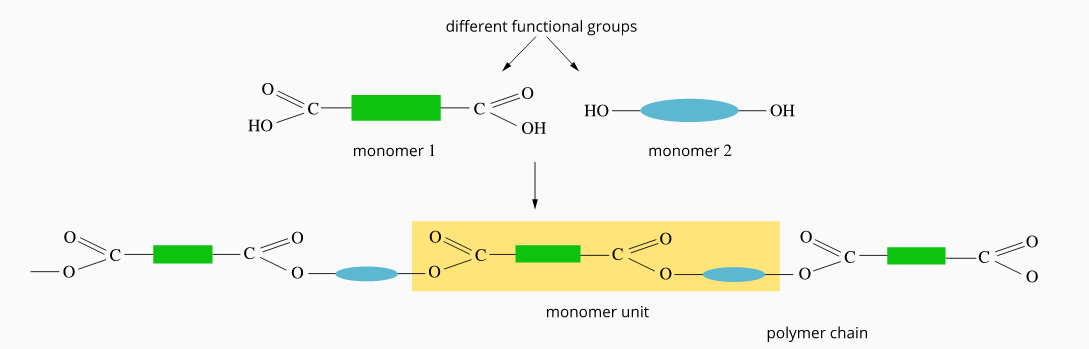 different functional groups
O C C O HO OH
HO OH
monomer 1 monomer 2
O C C O O O O C C O O O O C C O O
monomer unit
polymer chain